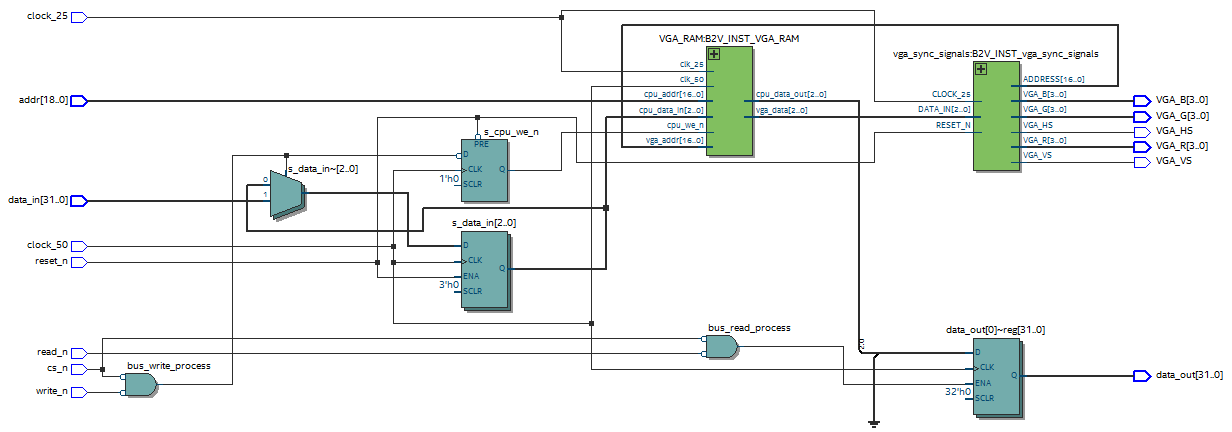 clock_25
VGA_RAM:B2V_INST_VGA_RAM
vga_sync_signals:B2V_INST_vga_sync_signals
clk_25
clk_50
ADDRESS[16..0]
addr[18..0]
cpu_addr[16..0]
cpu_data_out[2..0]
CLOCK_25
VGA_B[3..0]
VGA_B[3..0]
cpu_data_in[2..0]
vga_data[2..0]
DATA_IN[2..0]
VGA_G[3..0]
VGA_G[3..0]
cpu_we_n
RESET_N
VGA_HS
VGA_HS
vga_addr[16..0]
VGA_R[3..0]
VGA_R[3..0]
VGA_VS
VGA_VS
s_cpu_we_n
PRE
D
CLK
Q
1'h0
SCLR
s_data_in~[2..0]
0
1
data_in[31..0]
s_data_in[2..0]
clock_50
D
reset_n
CLK
Q
ENA
3'h0
SCLR
bus_read_process
data_out[0]~reg[31..0]
2:0
read_n
D
cs_n
bus_write_process
CLK
Q
data_out[31..0]
ENA
write_n
32'h0
SCLR